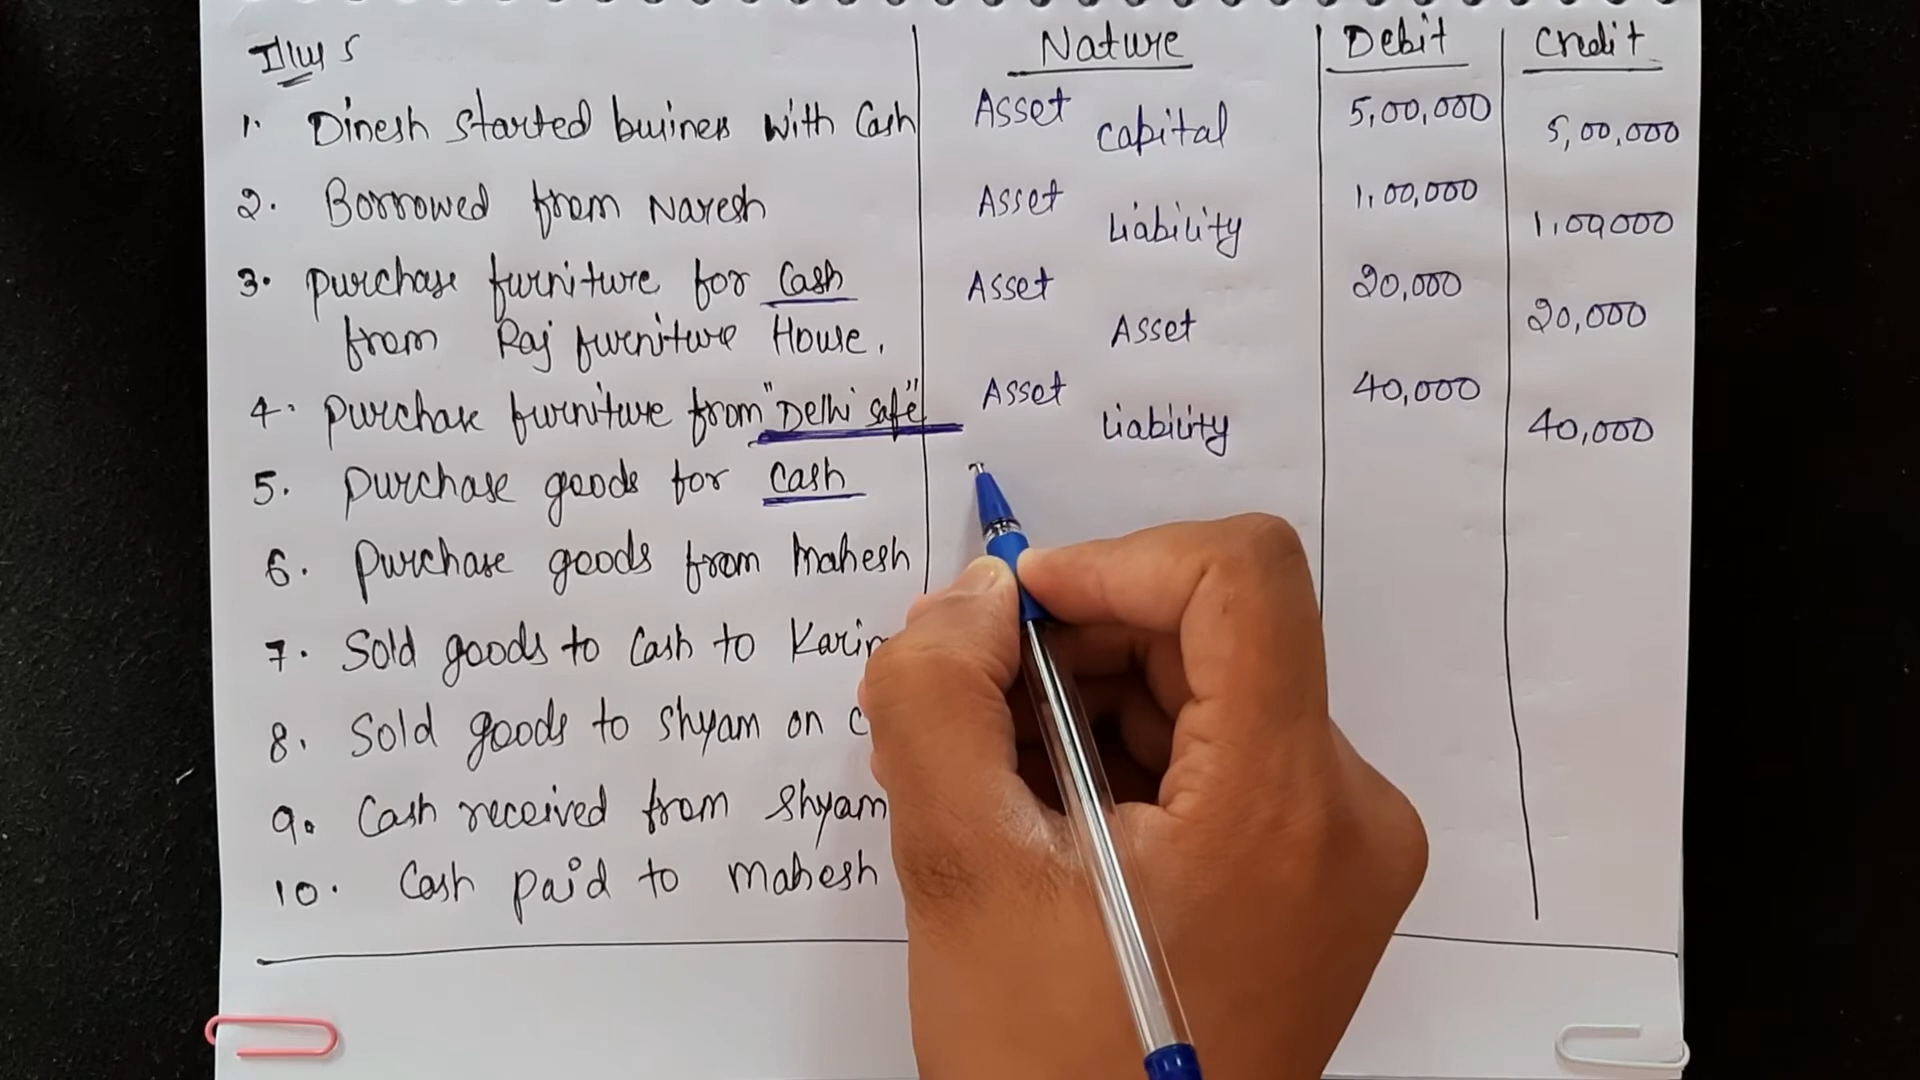 Illus 5 Nature Debit Credit
1. Dinesh started business with Cash Asset Capital 5,00,000 5,00,000
2. Borrowed from Naresh Asset Liability 1,00,000 1,00,000
3. Purchase furniture for Cash Asset 20,000
from Raj furniture House. Asset 20,000
4. Purchase furniture from "Delhi safe" Asset Liability 40,000 40,000
5. Purchase goods for Cash
6. Purchase goods from Mahesh
7. Sold goods to Cash to
8. Sold goods to Shyam on
9. Cash received from Shyam
10. Cash paid to Mahesh